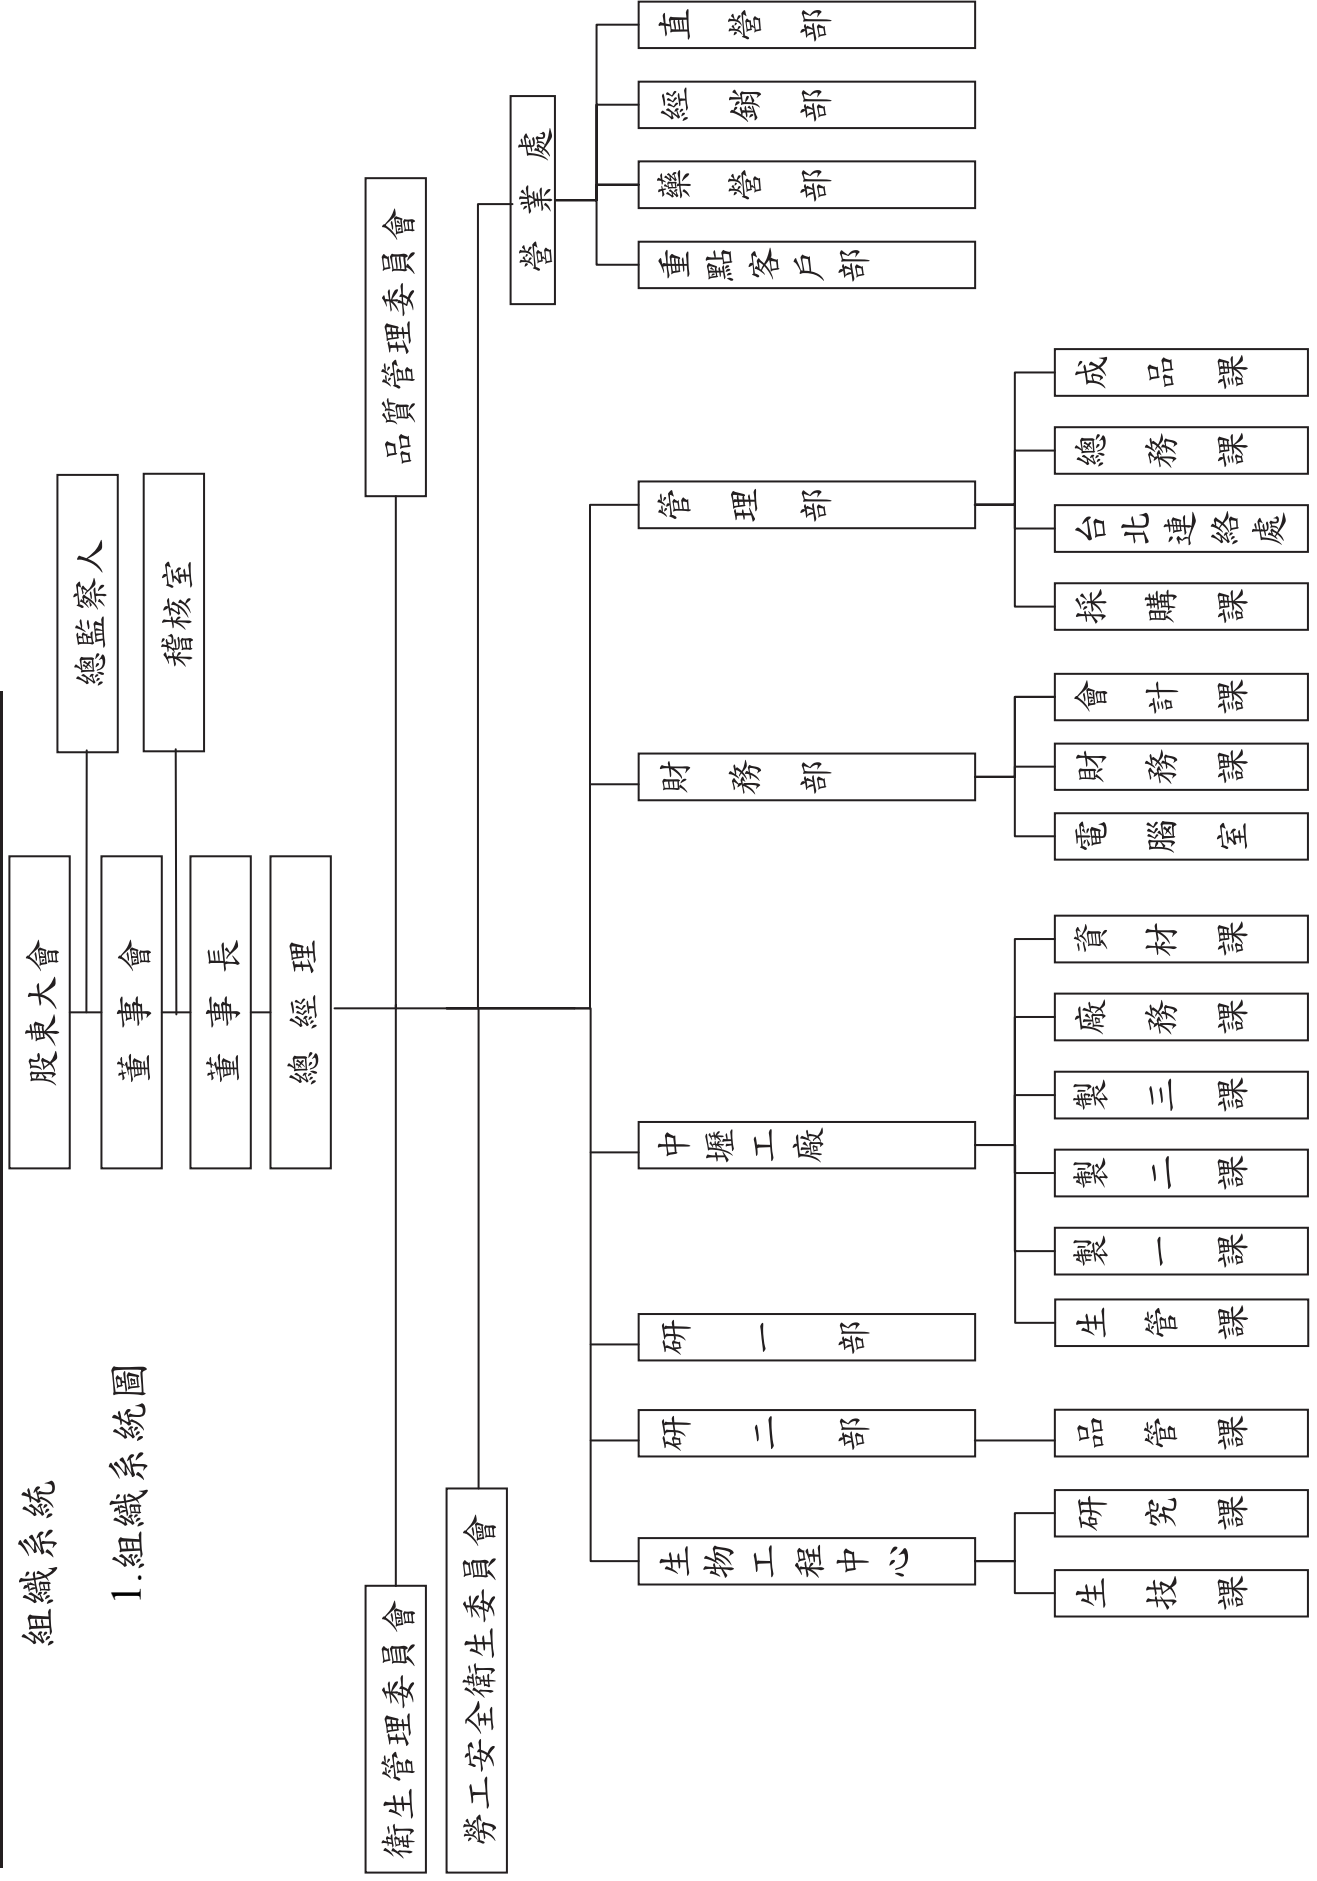 組織系統
1.組織系統圖
股東大會
總監察人
董事會
稽核室
董事長
總經理
衛生管理委員會
品質管理委員會
勞工安全衛生委員會
營業處
生物工程中心
研二部
研一部
中壢工廠
財務部
管理部
重點客戶部
藥營部
經銷部
直營部
生技課
研究課
品管課
生管課
製一課
製二課
製三課
廠務課
資材課
電腦室
財務課
會計課
採購課
台北連絡處
總務課
成品課